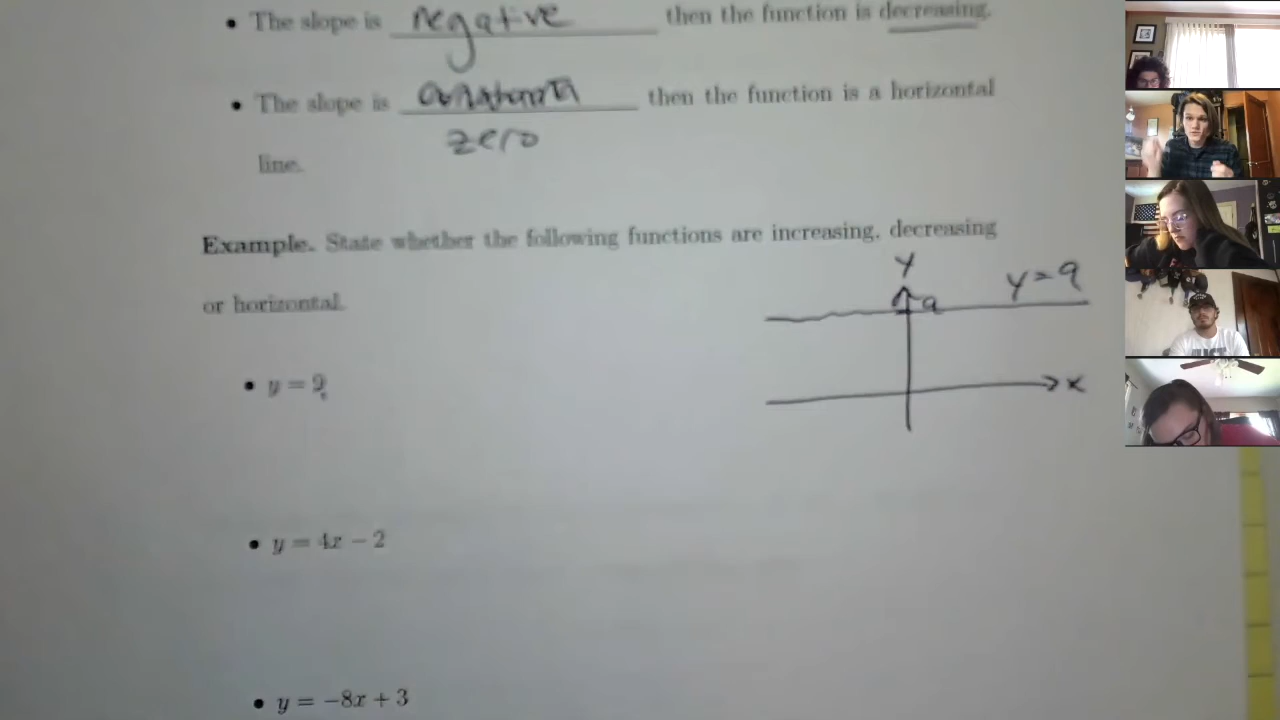 • The slope is negative then the function is decreasing.
• The slope is constant then the function is a horizontal
zero
line.
Example. State whether the following functions are increasing, decreasing
or horizontal.
y
9
y = 9
x
• y = 9
• y = 4x − 2
• y = −8x + 3